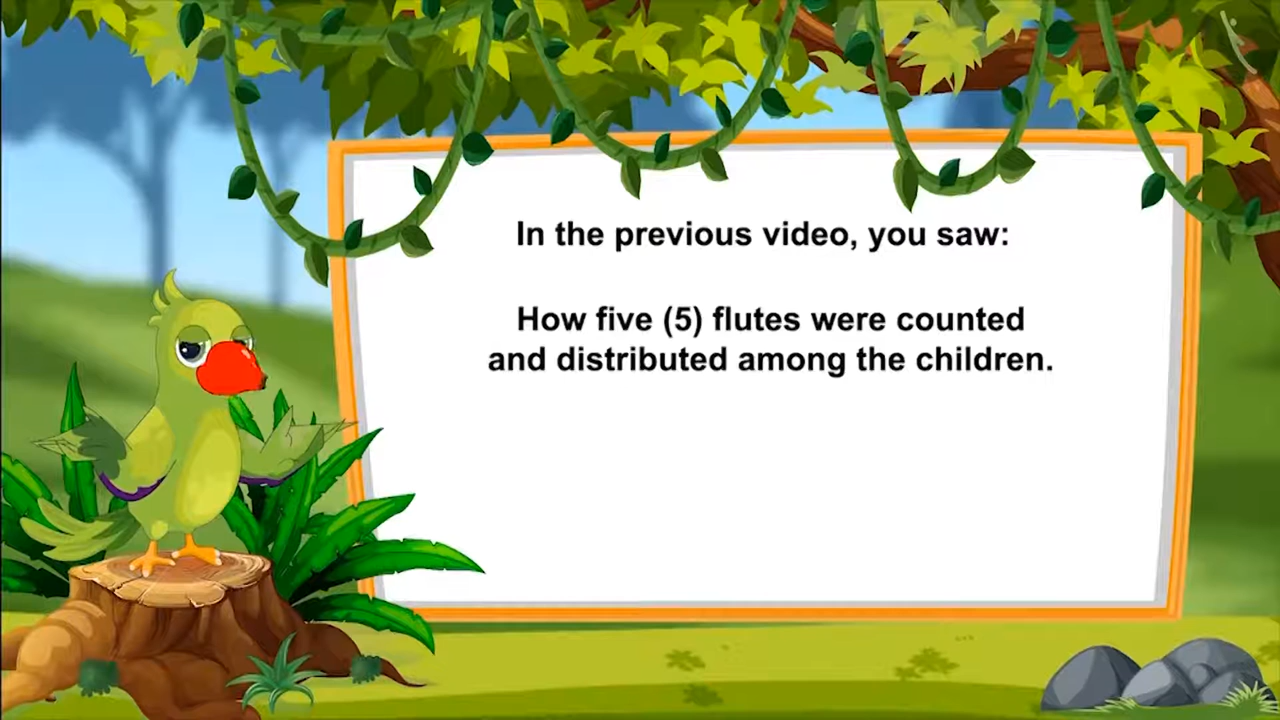 In the previous video, you saw:
How five (5) flutes were counted
and distributed among the children.